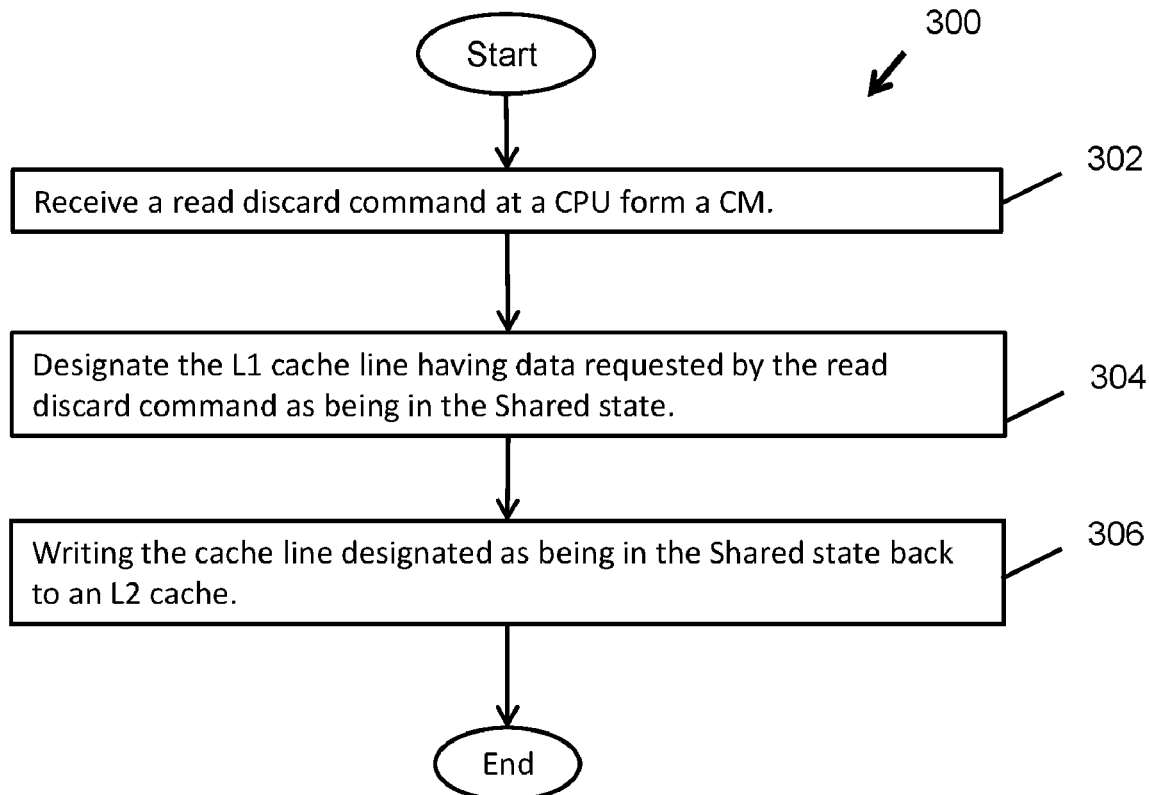 Start
300
302
Receive a read discard command at a CPU form a CM.
Designate the L1 cache line having data requested by the read
discard command as being in the Shared state.
304
Writing the cache line designated as being in the Shared state back
to an L2 cache.
306
End